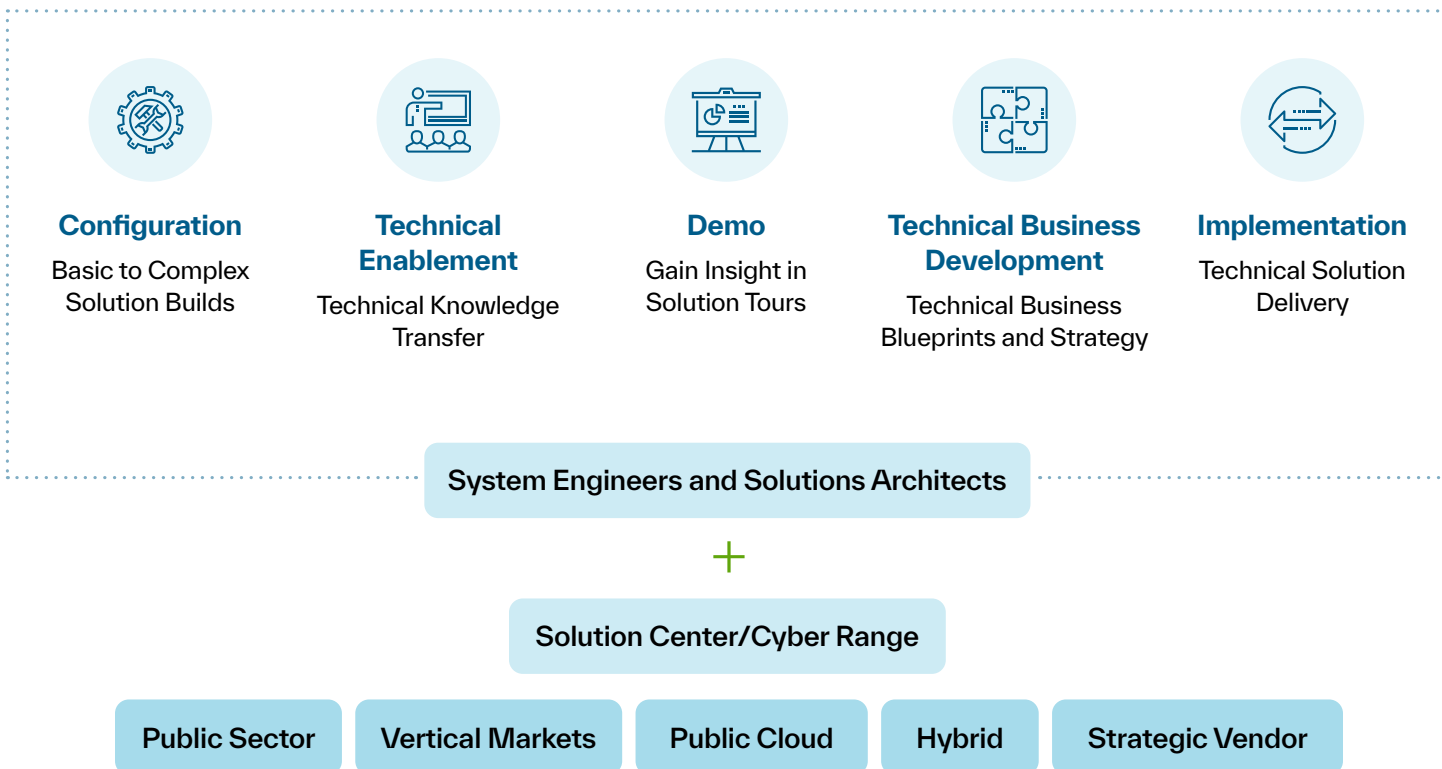 Configuration
Basic to Complex
Solution Builds
Technical
Enablement
Technical Knowledge
Transfer
Demo
Gain Insight in
Solution Tours
Technical Business
Development
Technical Business
Blueprints and Strategy
Implementation
Technical Solution
Delivery
System Engineers and Solutions Architects
+
Solution Center/Cyber Range
Public Sector
Vertical Markets
Public Cloud
Hybrid
Strategic Vendor